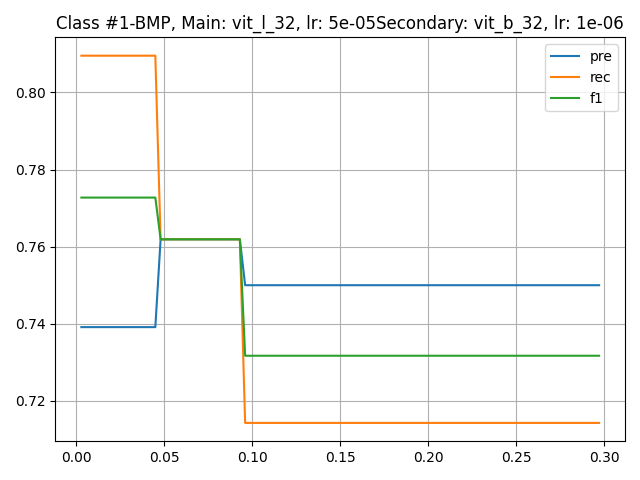 Class #1-BMP, Main: vit_l_32, lr: 5e-05Secondary: vit_b_32, lr: 1e-06
pre
rec
f1
0.80
0.78
0.76
0.74
0.72
0.00 0.05 0.10 0.15 0.20 0.25 0.30